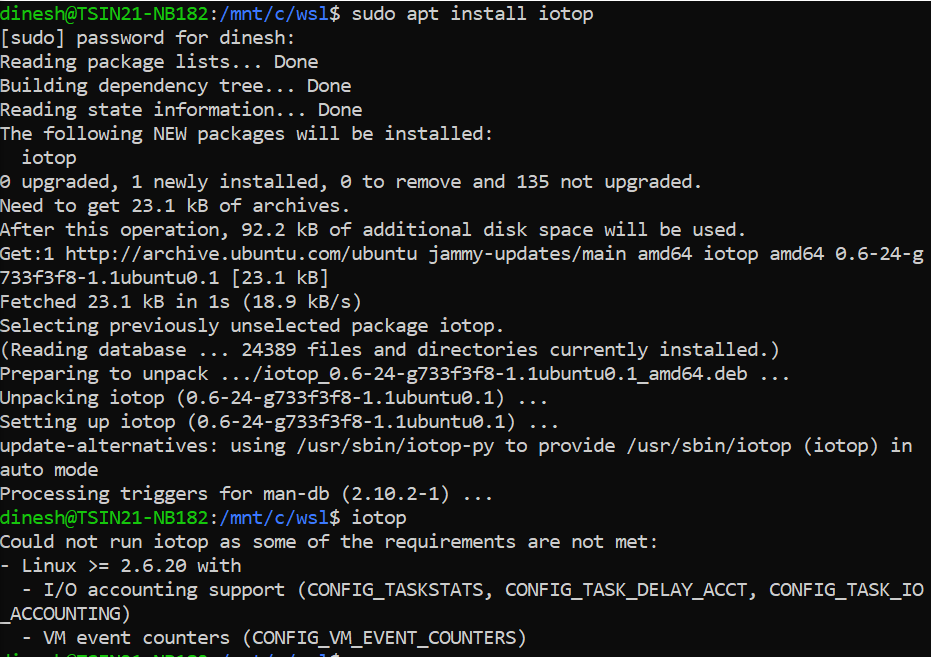 dinesh@TSIN21-NB182:/mnt/c/wsl$ sudo apt install iotop
[sudo] password for dinesh:
Reading package lists... Done
Building dependency tree... Done
Reading state information... Done
The following NEW packages will be installed:
  iotop
0 upgraded, 1 newly installed, 0 to remove and 135 not upgraded.
Need to get 23.1 kB of archives.
After this operation, 92.2 kB of additional disk space will be used.
Get:1 http://archive.ubuntu.com/ubuntu jammy-updates/main amd64 iotop amd64 0.6-24-g
733f3f8-1.1ubuntu0.1 [23.1 kB]
Fetched 23.1 kB in 1s (18.9 kB/s)
Selecting previously unselected package iotop.
(Reading database ... 24389 files and directories currently installed.)
Preparing to unpack .../iotop_0.6-24-g733f3f8-1.1ubuntu0.1_amd64.deb ...
Unpacking iotop (0.6-24-g733f3f8-1.1ubuntu0.1) ...
Setting up iotop (0.6-24-g733f3f8-1.1ubuntu0.1) ...
update-alternatives: using /usr/sbin/iotop-py to provide /usr/sbin/iotop (iotop) in
auto mode
Processing triggers for man-db (2.10.2-1) ...
dinesh@TSIN21-NB182:/mnt/c/wsl$ iotop
Could not run iotop as some of the requirements are not met:
- Linux >= 2.6.20 with
  - I/O accounting support (CONFIG_TASKSTATS, CONFIG_TASK_DELAY_ACCT, CONFIG_TASK_IO
_ACCOUNTING)
  - VM event counters (CONFIG_VM_EVENT_COUNTERS)